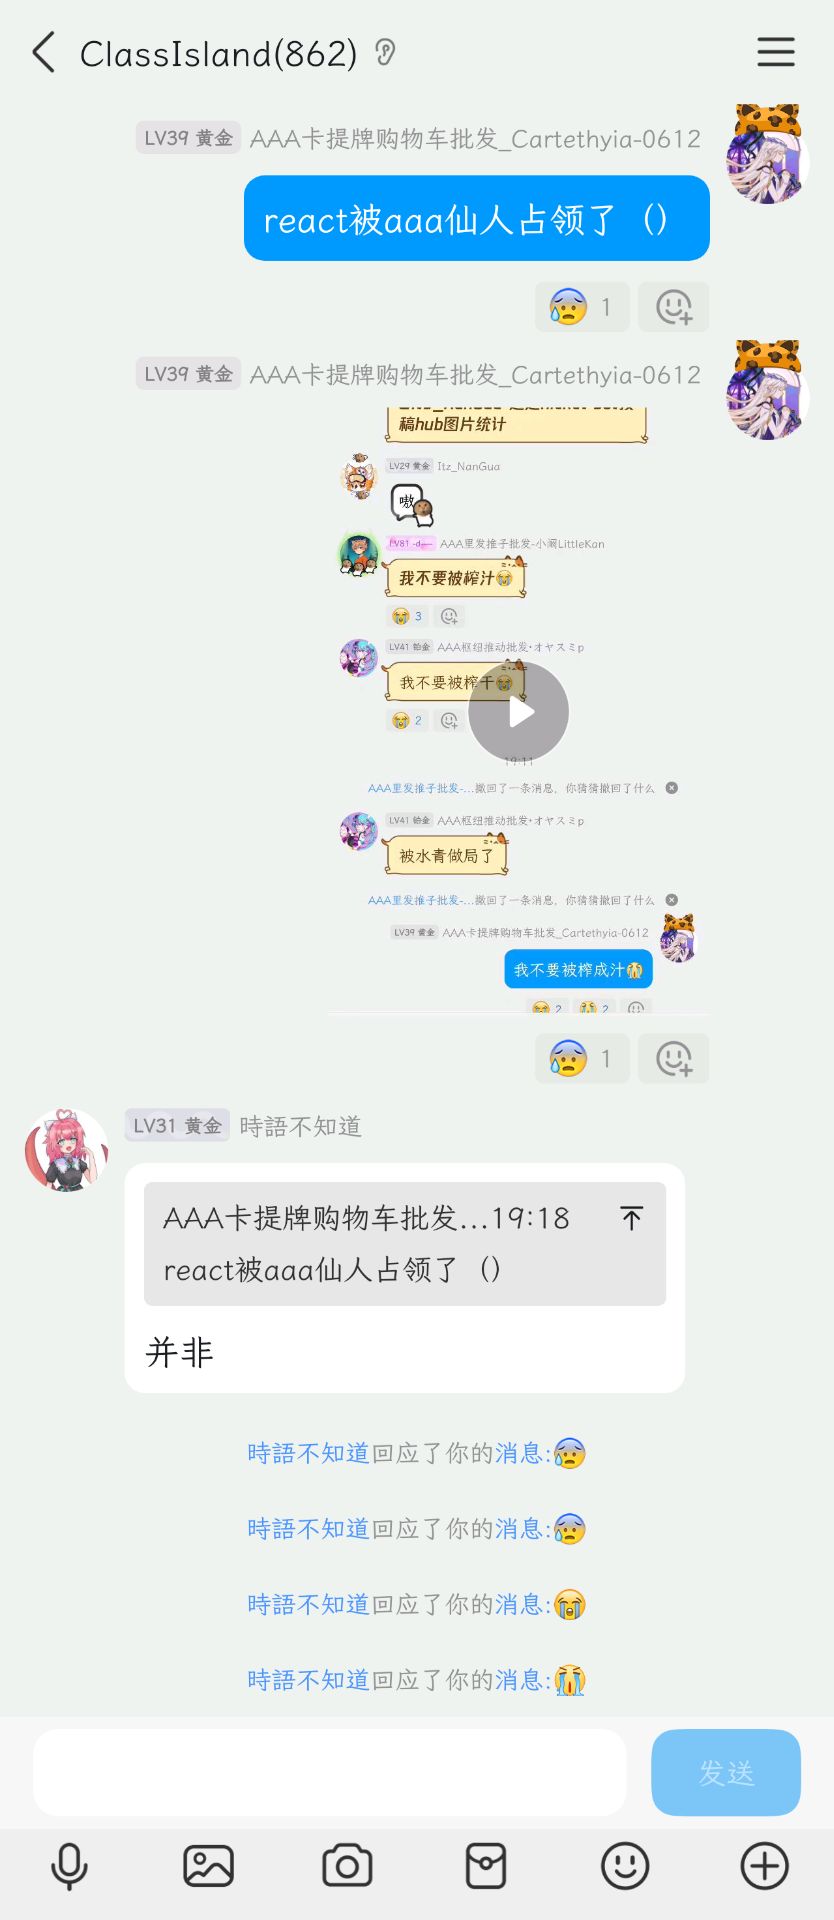 ClassIsland(862)
LV39 黄金 AAA卡提牌购物车批发_Cartethyia-0612
react被aaa仙人占领了（）
1
LV39 黄金 AAA卡提牌购物车批发_Cartethyia-0612
稿hub图片统计
LV29 黄金 Itz_NanGua
嗷
LV81 AAA里发推子批发-小阚LittleKan
我不要被榨汁😭
3
LV41 铂金 AAA枢纽推动批发·オヤスミp
我不要被榨干😭
2
19:11
AAA里发推子批发-...撤回了一条消息，你猜猜撤回了什么
LV41 铂金 AAA枢纽推动批发·オヤスミp
被水青做局了
AAA里发推子批发-...撤回了一条消息，你猜猜撤回了什么
LV39 黄金 AAA卡提牌购物车批发_Cartethyia-0612
我不要被榨成汁😭
2 2
1
LV31 黄金 時語不知道
AAA卡提牌购物车批发...19:18
react被aaa仙人占领了（）
并非
時語不知道回应了你的消息:😰
時語不知道回应了你的消息:😰
時語不知道回应了你的消息:😭
時語不知道回应了你的消息:😭
发送